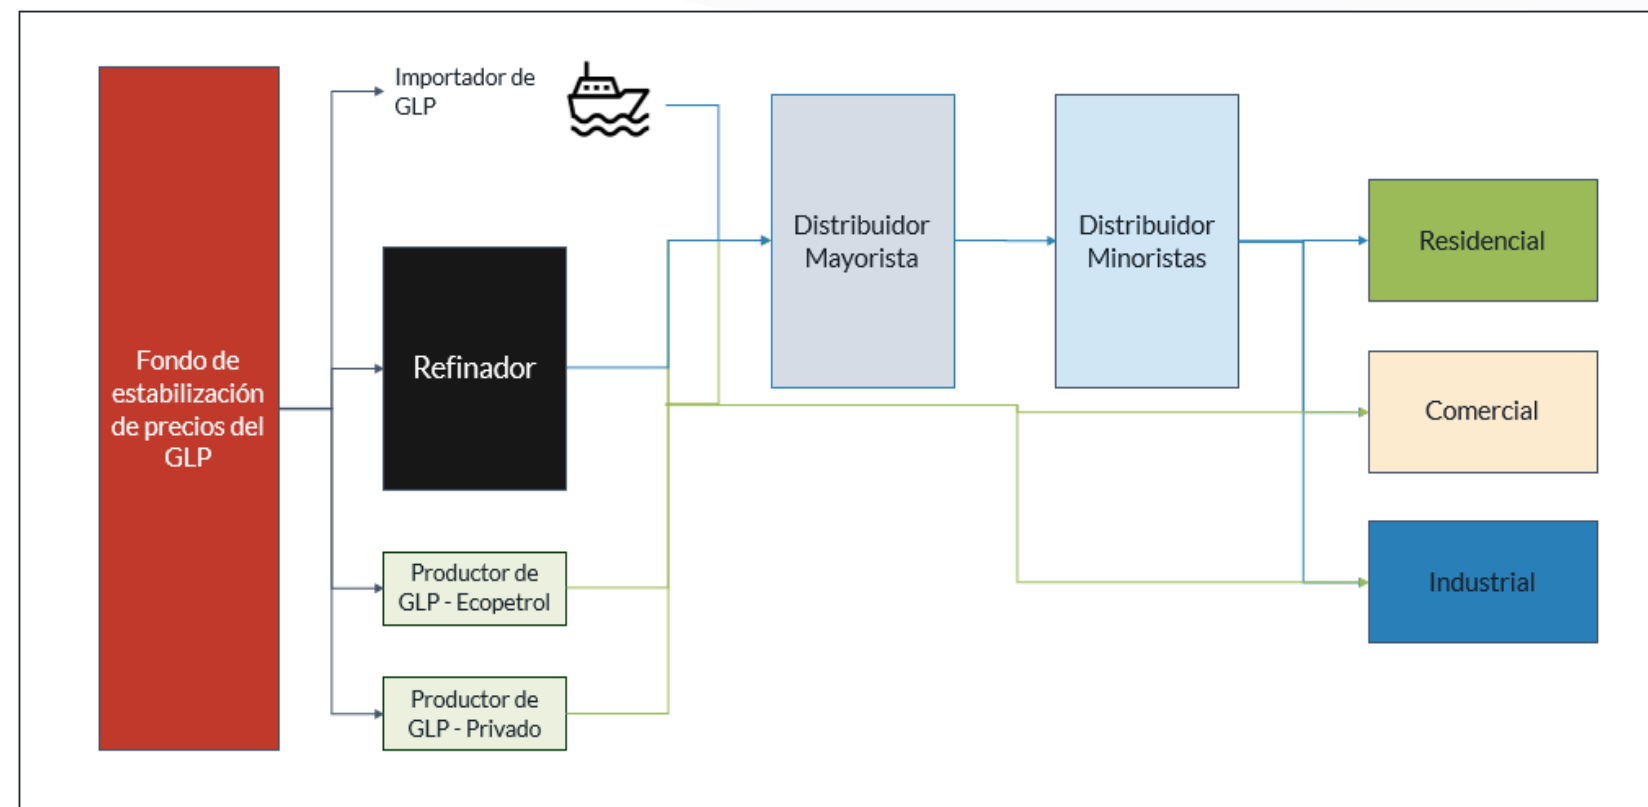 Importador de
GLP
Fondo de
estabilización
de precios del
GLP
Refinador
Productor de
GLP - Ecopetrol
Productor de
GLP - Privado
Distribuidor
Mayorista
Distribuidor
Minoristas
Residencial
Comercial
Industrial